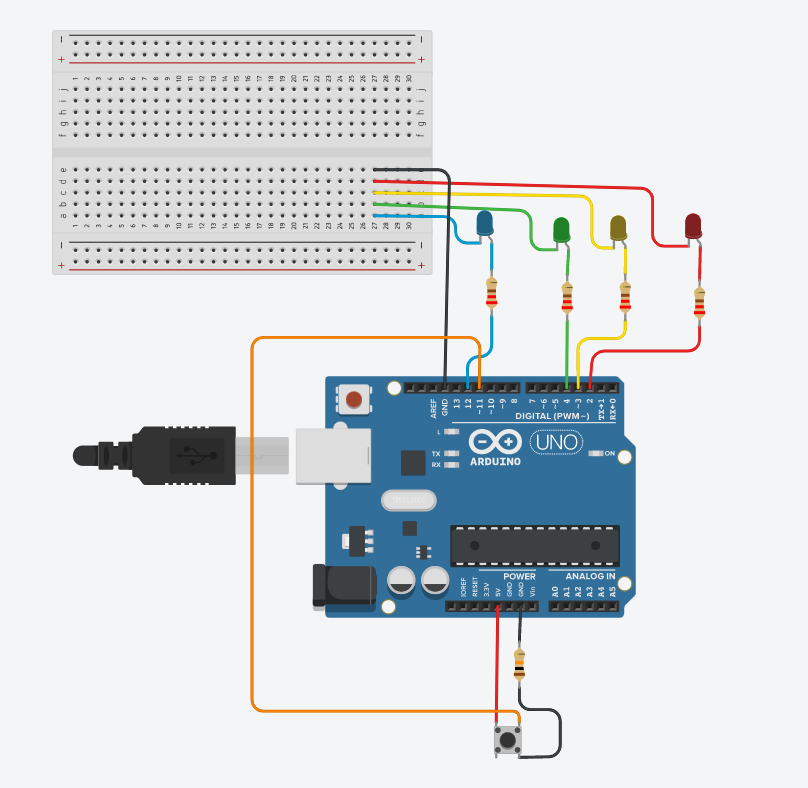 − −
+ +
1 2 3 4 5 6 7 8 9 10 11 12 13 14 15 16 17 18 19 20 21 22 23 24 25 26 27 28 29 30
j j
i i
h h
g g
f f
e e
d d
c c
b b
a a
1 2 3 4 5 6 7 8 9 10 11 12 13 14 15 16 17 18 19 20 21 22 23 24 25 26 27 28 29 30
− −
+ +
AREF GND 13 12 ~11 ~10 ~9 8 7 ~6 ~5 4 ~3 2 TX→1 RX←0
DIGITAL (PWM~)
L
TX
RX
− +
UNO
ARDUINO
ON
POWER ANALOG IN
IOREF RESET 3.3V 5V GND GND Vin A0 A1 A2 A3 A4 A5